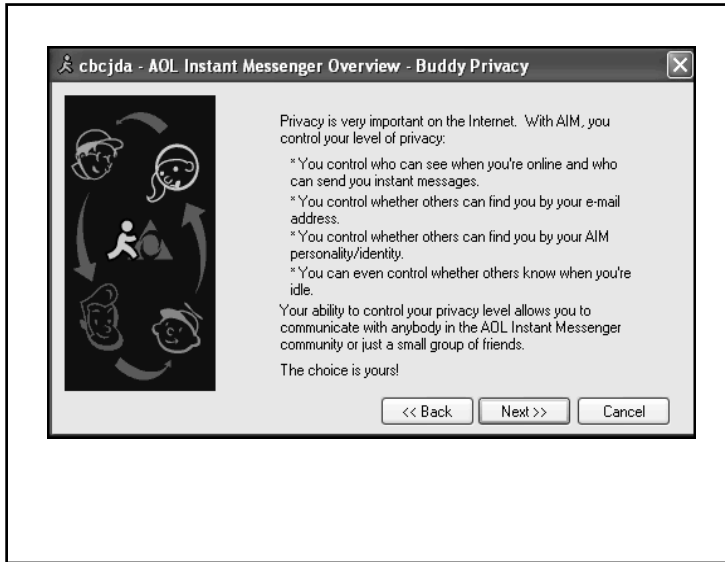 cbcjda - AOL Instant Messenger Overview - Buddy Privacy
Privacy is very important on the Internet. With AIM, you
control your level of privacy:
* You control who can see when you're online and who
can send you instant messages.
* You control whether others can find you by your e-mail
address.
* You control whether others can find you by your AIM
personality/identity.
* You can even control whether others know when you're
idle.
Your ability to control your privacy level allows you to
communicate with anybody in the AOL Instant Messenger
community or just a small group of friends.
The choice is yours!
<< Back Next >> Cancel